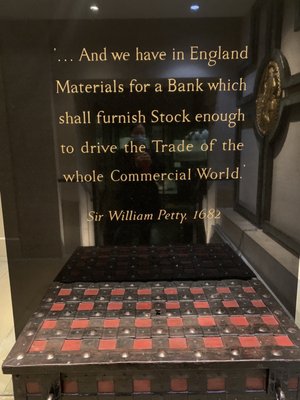 '... And we have in England
Materials for a Bank which
shall furnish Stock enough
to drive the Trade of the
whole Commercial World.'
Sir William Petty, 1682